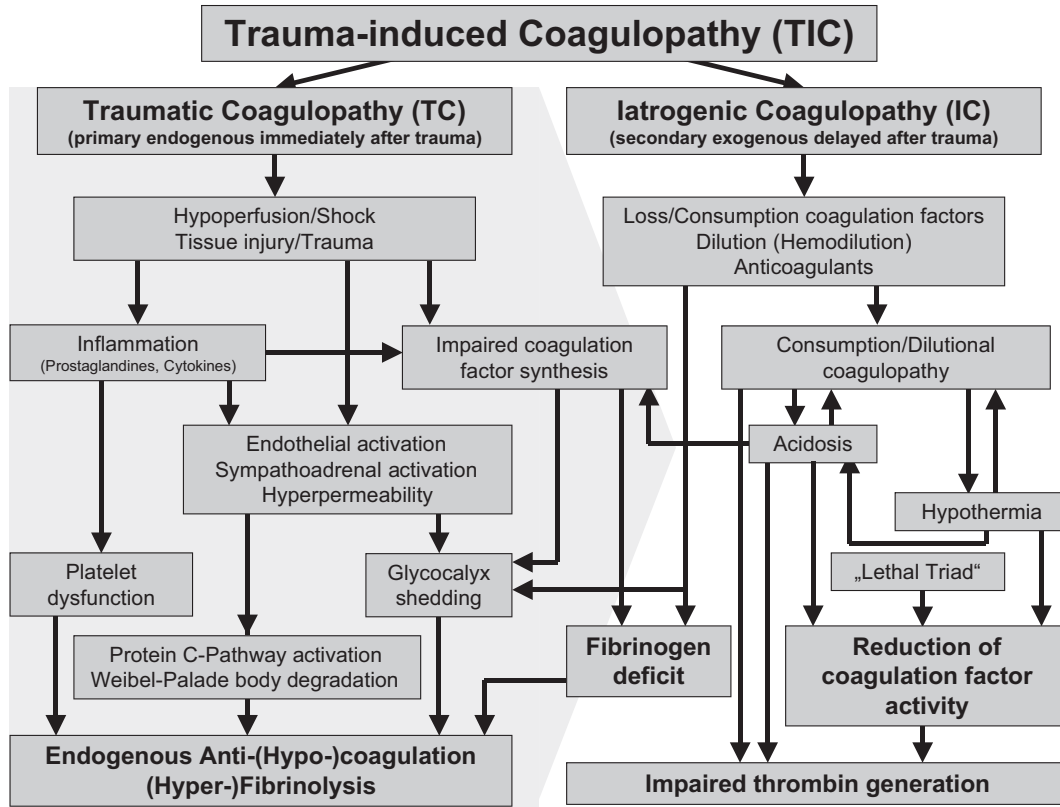 Trauma-induced Coagulopathy (TIC)
Traumatic Coagulopathy (TC)
(primary endogenous immediately after trauma)
Iatrogenic Coagulopathy (IC)
(secondary exogenous delayed after trauma)
Hypoperfusion/Shock
Tissue injury/Trauma
Loss/Consumption coagulation factors
Dilution (Hemodilution)
Anticoagulants
Inflammation
(Prostaglandines, Cytokines)
Impaired coagulation
factor synthesis
Consumption/Dilutional
coagulopathy
Endothelial activation
Sympathoadrenal activation
Hyperpermeability
Acidosis
Hypothermia
Platelet
dysfunction
Glycocalyx
shedding
„Lethal Triad“
Protein C-Pathway activation
Weibel-Palade body degradation
Fibrinogen
deficit
Reduction of
coagulation factor
activity
Endogenous Anti-(Hypo-)coagulation
(Hyper-)Fibrinolysis
Impaired thrombin generation